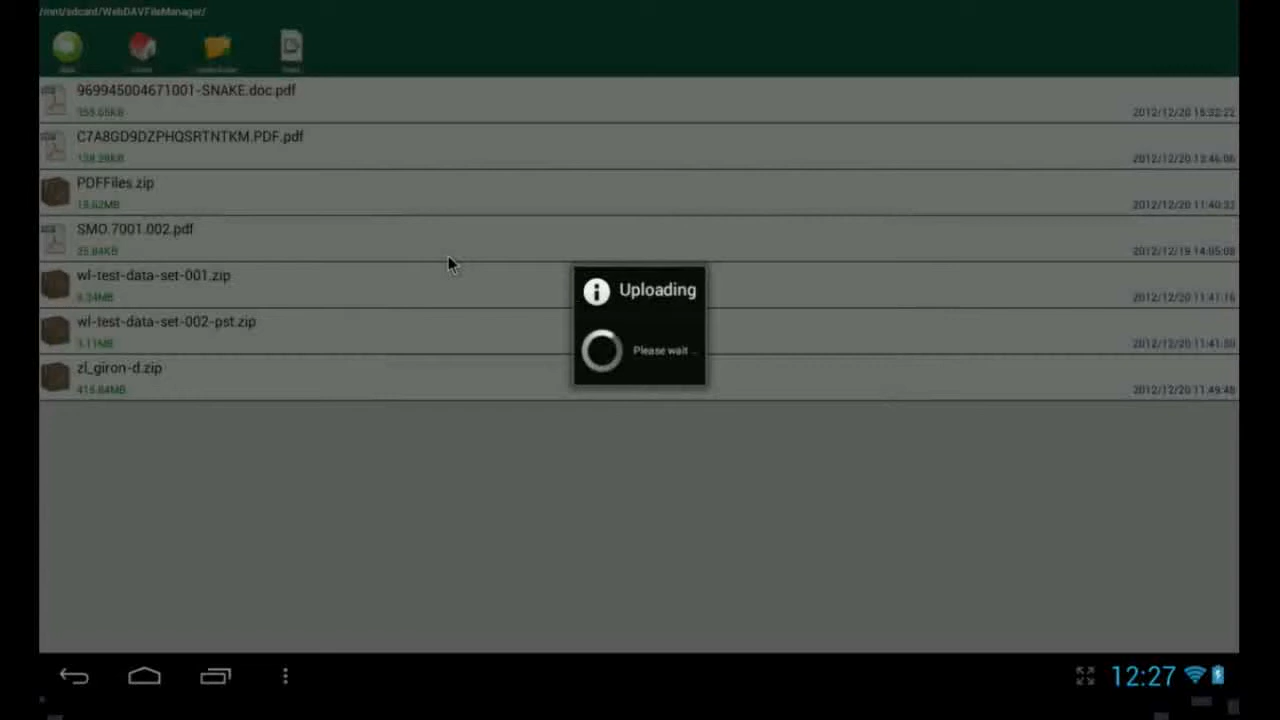 /mnt/sdcard/WebDAVFileManager/
969945004671001-SNAKE.doc.pdf
2012/12/20 15:32:22
C7A8GD9DZPHQSRTNTKM.PDF.pdf
2012/12/20 13:46:06
PDFFiles.zip
19.62MB
2012/12/20 11:40:32
SMO.7001.002.pdf
25.84KB
2012/12/19 14:05:08
wl-test-data-set-001.zip
2012/12/20 11:41:16
wl-test-data-set-002-pst.zip
2012/12/20 11:41:30
zl_giron-d.zip
2012/12/20 11:49:48
Uploading
Please wait ...
12:27